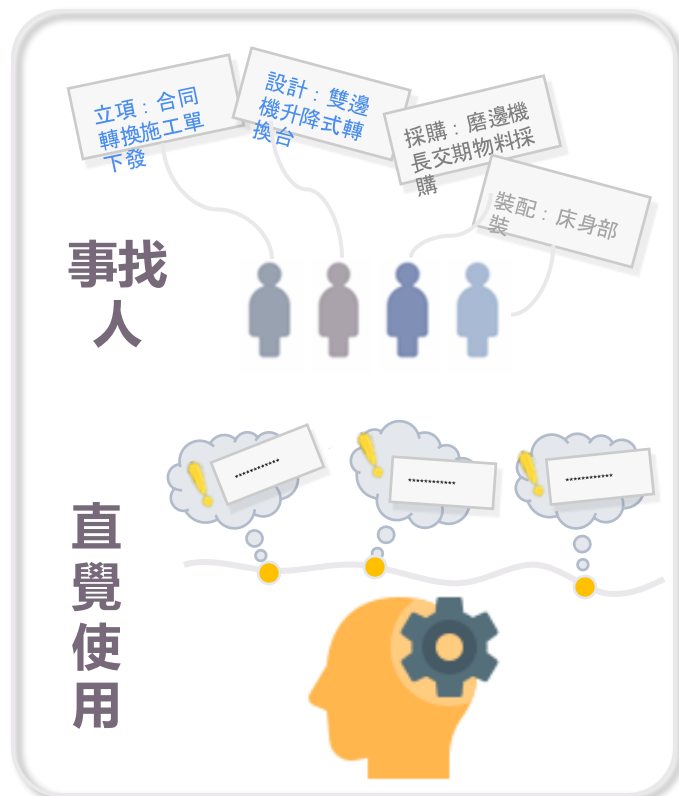 立項：合同
轉換施工單
下發
設計：雙邊
機升降式轉
換台
採購：磨邊機
長交期物料採
購
裝配：床身部
裝
事找
人
************
************
************
直
覺
使
用